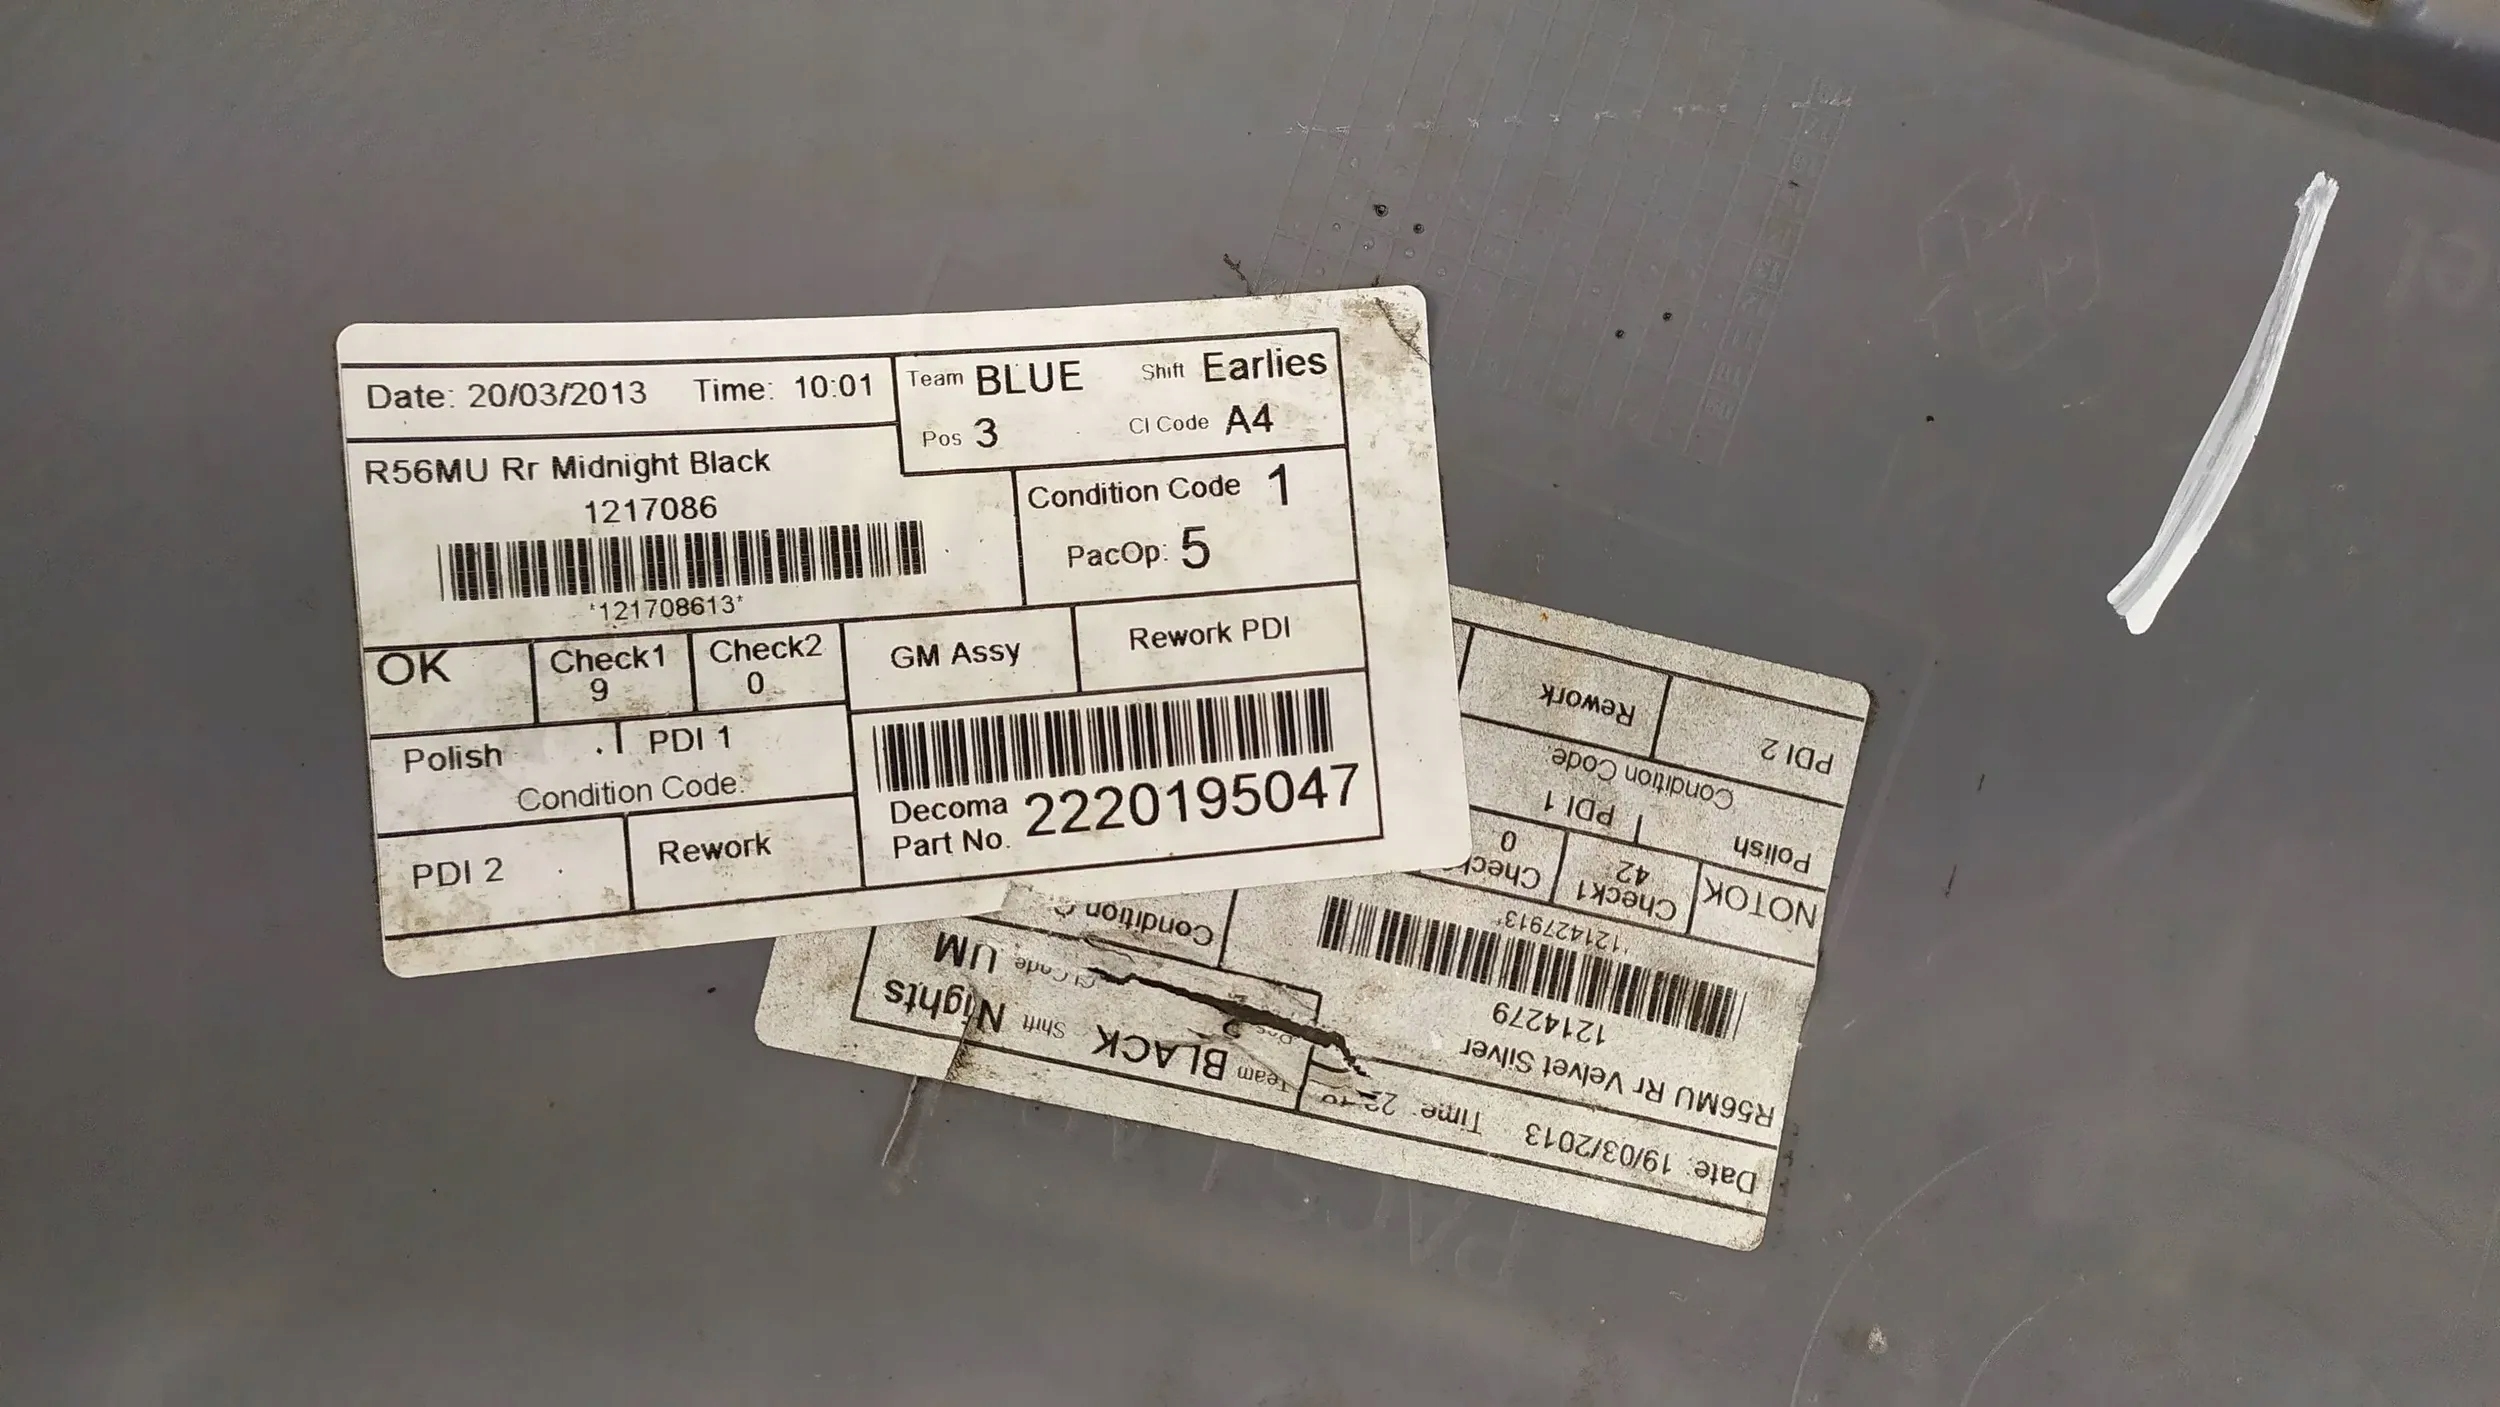 Date: 20/03/2013 Time: 10:01
Team BLUE Shift Earlies
Pos 3 CI Code A4
R56MU Rr Midnight Black
1217086
*121708613*
Condition Code 1
PacOp: 5
OK Check1 Check2 GM Assy Rework PDI
9 0
Polish PDI 1
Condition Code:
PDI 2 Rework
Decoma
Part No. 2220195047
Date: 19/03/2013 Time:
Team BLACK Shift Nights
CI Code UM
R56MU Rr Velvet Silver
1214279
*121427913*
Condition
NOTOK Check1
42 0
Polish PDI 1
Condition Code:
PDI 2 Rework